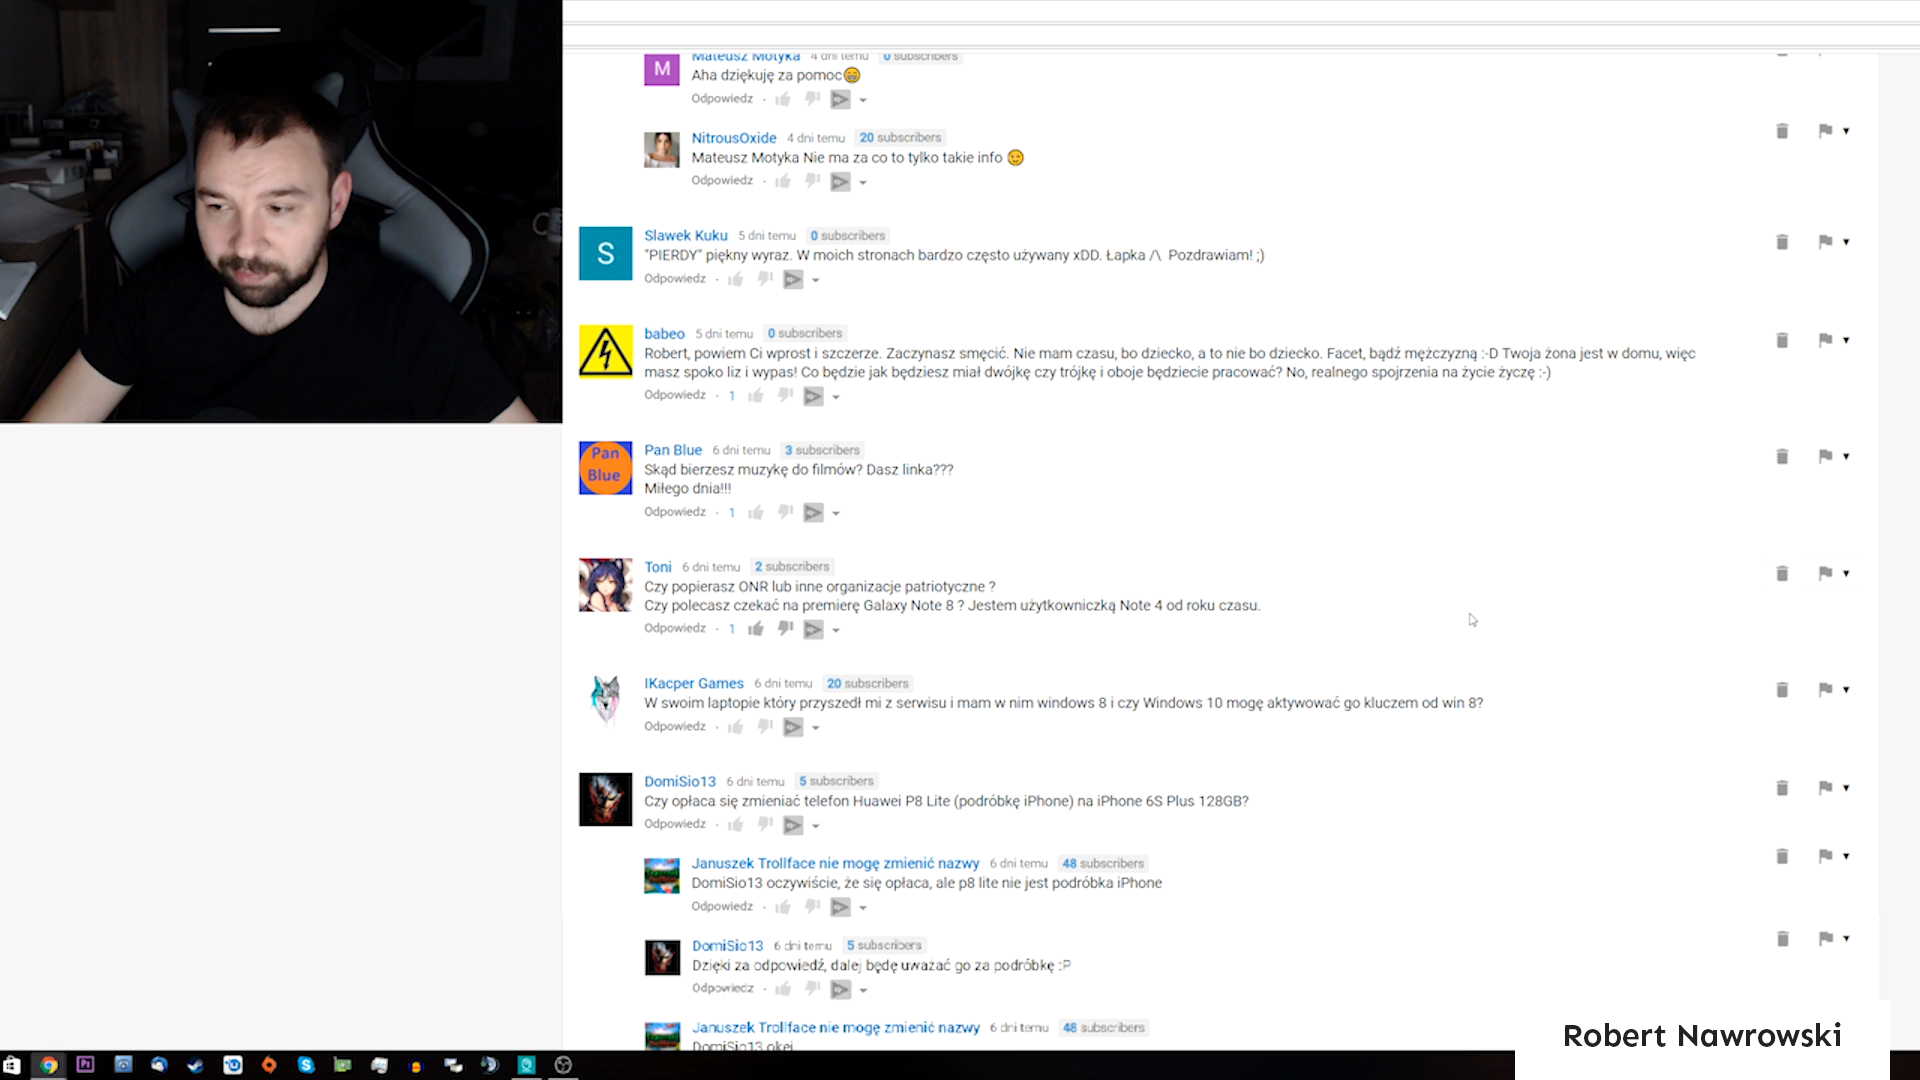 Mateusz Motyka 4 dni temu 0 subscribers
Aha dziękuję za pomoc😁
Odpowiedz
NitrousOxide 4 dni temu 20 subscribers
Mateusz Motyka Nie ma za co to tylko takie info 😉
Odpowiedz
S
M
Slawek Kuku 5 dni temu 0 subscribers
"PIERDY" piękny wyraz. W moich stronach bardzo często używany xDD. Łapka /\ Pozdrawiam! ;)
Odpowiedz
babeo 5 dni temu 0 subscribers
Robert, powiem Ci wprost i szczerze. Zaczynasz smęcić. Nie mam czasu, bo dziecko, a to nie bo dziecko. Facet, bądź mężczyzną :-D Twoja żona jest w domu, więc
masz spoko liz i wypas! Co będzie jak będziesz miał dwójkę czy trójkę i oboje będziecie pracować? No, realnego spojrzenia na życie życzę :-)
Odpowiedz · 1
Pan
Blue
Pan Blue 6 dni temu 3 subscribers
Skąd bierzesz muzykę do filmów? Dasz linka???
Miłego dnia!!!
Odpowiedz · 1
Toni 6 dni temu 2 subscribers
Czy popierasz ONR lub inne organizacje patriotyczne ?
Czy polecasz czekać na premierę Galaxy Note 8 ? Jestem użytkowniczką Note 4 od roku czasu.
Odpowiedz · 1
IKacper Games 6 dni temu 20 subscribers
W swoim laptopie który przyszedł mi z serwisu i mam w nim windows 8 i czy Windows 10 mogę aktywować go kluczem od win 8?
Odpowiedz
DomiSio13 6 dni temu 5 subscribers
Czy opłaca się zmieniać telefon Huawei P8 Lite (podróbkę iPhone) na iPhone 6S Plus 128GB?
Odpowiedz
Januszek Trollface nie mogę zmienić nazwy 6 dni temu 48 subscribers
DomiSio13 oczywiście, że się opłaca, ale p8 lite nie jest podróbka iPhone
Odpowiedz
DomiSio13 6 dni temu 5 subscribers
Dzięki za odpowiedź, dalej będę uważać go za podróbkę :P
Odpowiedz
Januszek Trollface nie mogę zmienić nazwy 6 dni temu 48 subscribers
DomiSio13 okej
Robert Nawrowski